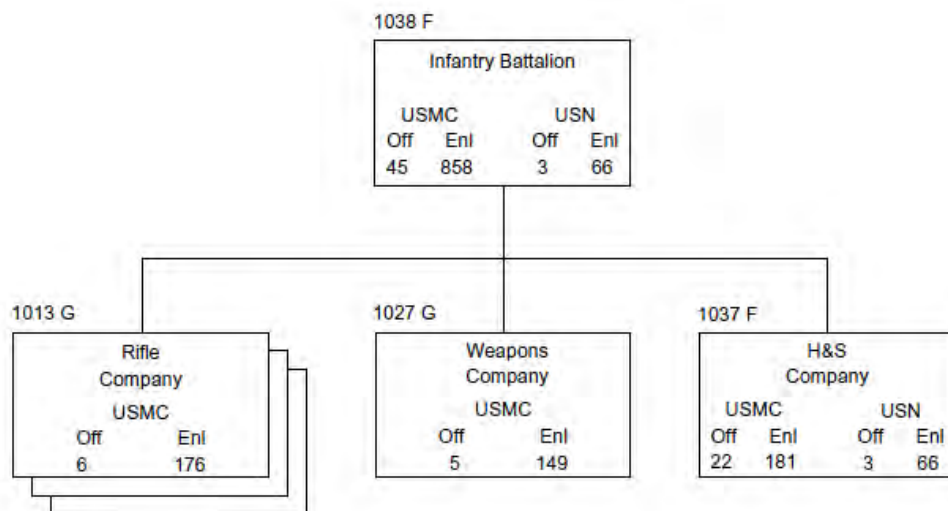 1038 F
Infantry Battalion
USMC USN
Off Enl Off Enl
45 858 3 66
1013 G
Rifle
Company
USMC
Off Enl
6 176
1027 G
Weapons
Company
USMC
Off Enl
5 149
1037 F
H&S
Company
USMC USN
Off Enl Off Enl
22 181 3 66